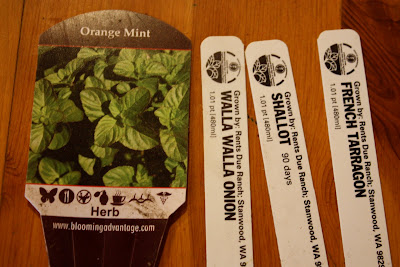 Orange Mint
Herb
www.bloomingadvantage.com
Grown by: Rents Due Ranch; Stanwood, WA 9829
WALLA WALLA ONION
1.01 pt.(480ml)
Grown by: Rents Due Ranch; Stanwood, WA
SHALLOT 90 days
1.01 pt.(480ml)
Grown by: Rents Due Ranch; Stanwood, WA 9829
FRENCH TARRAGON
1.01 pt.(480ml)